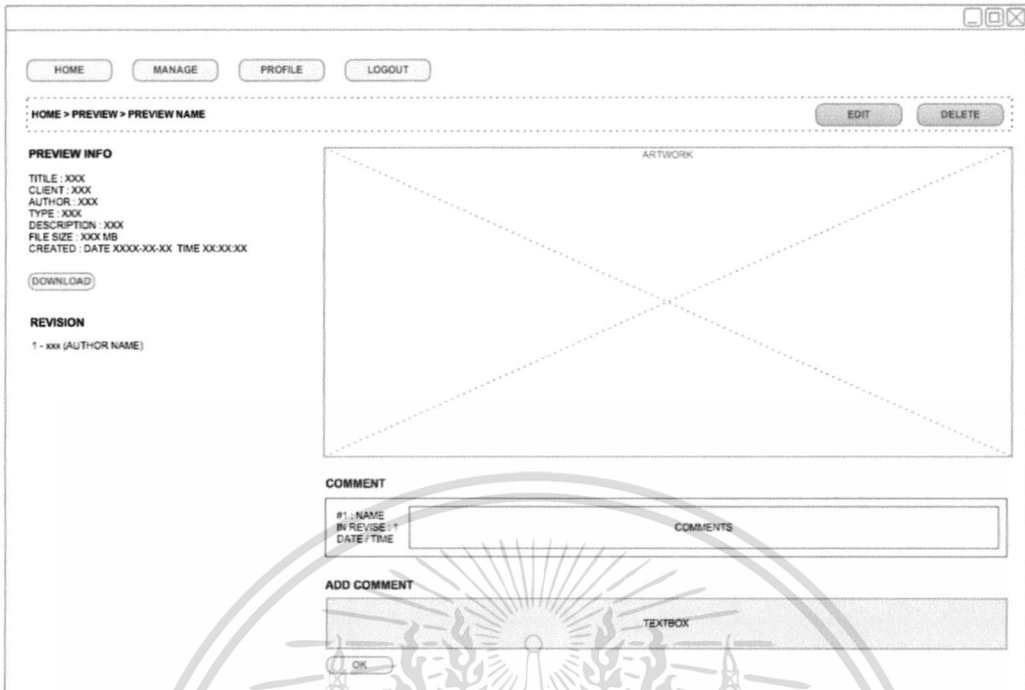 HOME MANAGE PROFILE LOGOUT
HOME > PREVIEW > PREVIEW NAME EDIT DELETE
PREVIEW INFO
TITILE : XXX
CLIENT : XXX
AUTHOR : XXX
TYPE : XXX
DESCRIPTION : XXX
FILE SIZE : XXX MB
CREATED : DATE XXXX-XX-XX TIME XX:XX:XX
DOWNLOAD
REVISION
1 - xxx (AUTHOR NAME)
ARTWORK
COMMENT
#1 : NAME
IN REVISE : 1
DATE / TIME
COMMENTS
ADD COMMENT
TEXTBOX
OK